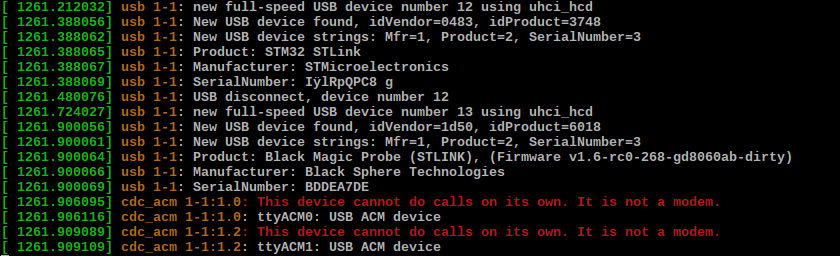 [ 1261.212032] usb 1-1: new full-speed USB device number 12 using uhci_hcd
[ 1261.388056] usb 1-1: New USB device found, idVendor=0483, idProduct=3748
[ 1261.388062] usb 1-1: New USB device strings: Mfr=1, Product=2, SerialNumber=3
[ 1261.388065] usb 1-1: Product: STM32 STLink
[ 1261.388067] usb 1-1: Manufacturer: STMicroelectronics
[ 1261.388069] usb 1-1: SerialNumber: IÿlRpQPC8 g
[ 1261.480076] usb 1-1: USB disconnect, device number 12
[ 1261.724027] usb 1-1: new full-speed USB device number 13 using uhci_hcd
[ 1261.900056] usb 1-1: New USB device found, idVendor=1d50, idProduct=6018
[ 1261.900061] usb 1-1: New USB device strings: Mfr=1, Product=2, SerialNumber=3
[ 1261.900064] usb 1-1: Product: Black Magic Probe (STLINK), (Firmware v1.6-rc0-268-gd8060ab-dirty)
[ 1261.900066] usb 1-1: Manufacturer: Black Sphere Technologies
[ 1261.900069] usb 1-1: SerialNumber: BDDEA7DE
[ 1261.906095] cdc_acm 1-1:1.0: This device cannot do calls on its own. It is not a modem.
[ 1261.906116] cdc_acm 1-1:1.0: ttyACM0: USB ACM device
[ 1261.909089] cdc_acm 1-1:1.2: This device cannot do calls on its own. It is not a modem.
[ 1261.909109] cdc_acm 1-1:1.2: ttyACM1: USB ACM device